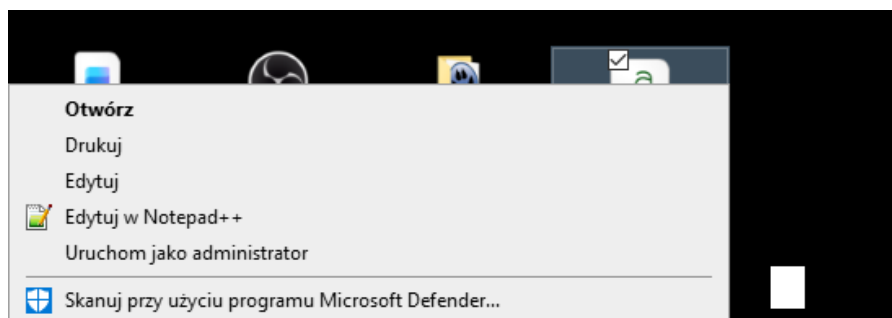 a
Otwórz
Drukuj
Edytuj
Edytuj w Notepad++
Uruchom jako administrator
Skanuj przy użyciu programu Microsoft Defender...